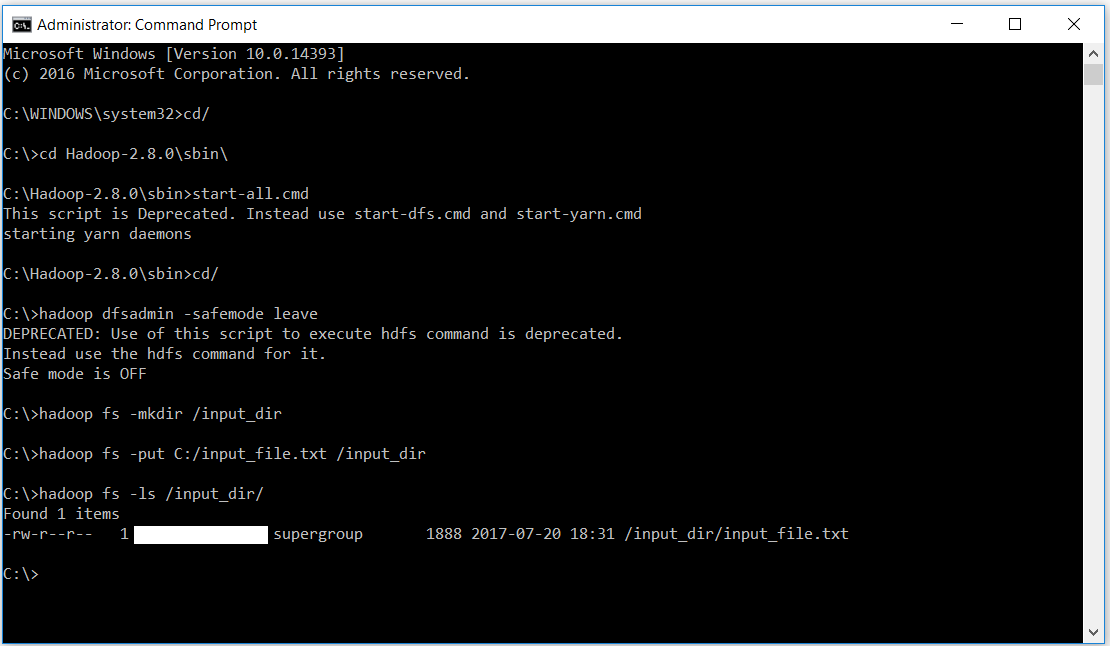 Administrator: Command Prompt
Microsoft Windows [Version 10.0.14393]
(c) 2016 Microsoft Corporation. All rights reserved.
C:\WINDOWS\system32>cd/
C:\>cd Hadoop-2.8.0\sbin\
C:\Hadoop-2.8.0\sbin>start-all.cmd
This script is Deprecated. Instead use start-dfs.cmd and start-yarn.cmd
starting yarn daemons
C:\Hadoop-2.8.0\sbin>cd/
C:\>hadoop dfsadmin -safemode leave
DEPRECATED: Use of this script to execute hdfs command is deprecated.
Instead use the hdfs command for it.
Safe mode is OFF
C:\>hadoop fs -mkdir /input_dir
C:\>hadoop fs -put C:/input_file.txt /input_dir
C:\>hadoop fs -ls /input_dir/
Found 1 items
-rw-r--r--   1 supergroup       1888 2017-07-20 18:31 /input_dir/input_file.txt
C:\>